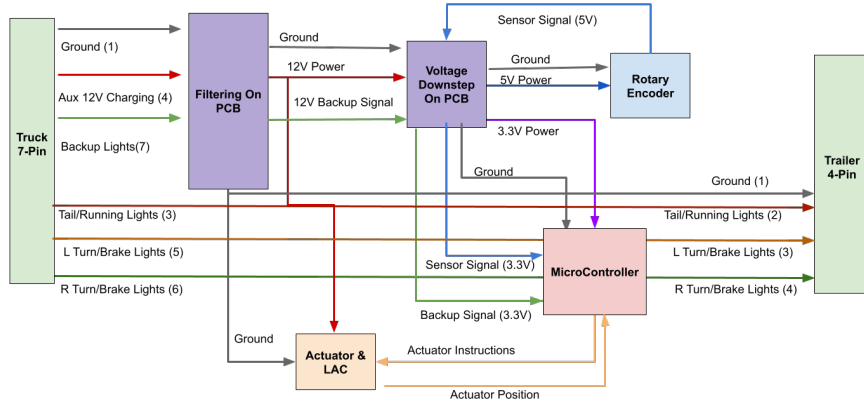 Sensor Signal (5V)
Ground
Ground (1)
12V Power
Ground
Aux 12V Charging (4)
Filtering On
PCB
12V Backup Signal
Voltage
Downstep
On PCB
5V Power
Rotary
Encoder
Truck
7-Pin
Backup Lights(7)
3.3V Power
Trailer
4-Pin
Ground
Ground (1)
Tail/Running Lights (3)
Tail/Running Lights (2)
L Turn/Brake Lights (5)
L Turn/Brake Lights (3)
Sensor Signal (3.3V)
MicroController
R Turn/Brake Lights (6)
R Turn/Brake Lights (4)
Backup Signal (3.3V)
Ground
Actuator &
LAC
Actuator Instructions
Actuator Position